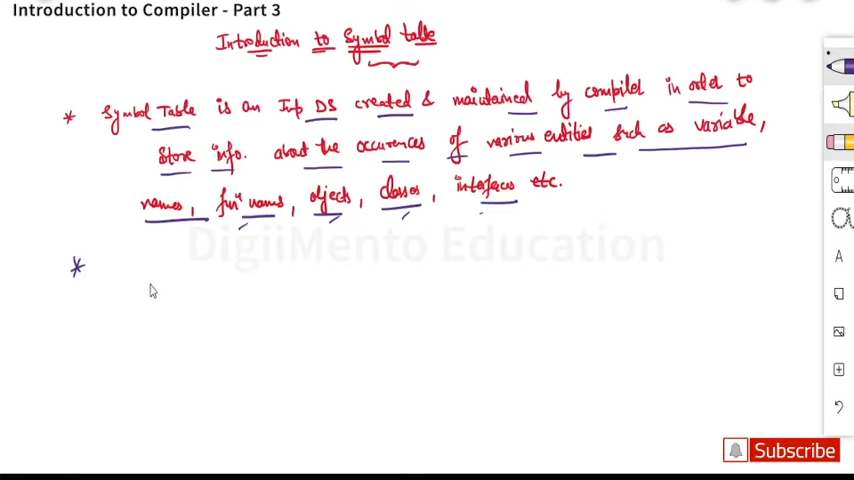 Introduction to Compiler - Part 3
Introduction to Symbol table
* Symbol Table is an Imp DS created & maintained by compiler in order to
store info. about the occurences of various entities such as variable,
names, funⁿ names, objects, classes, interfaces etc.
DigiiMento Education
*
A
Subscribe